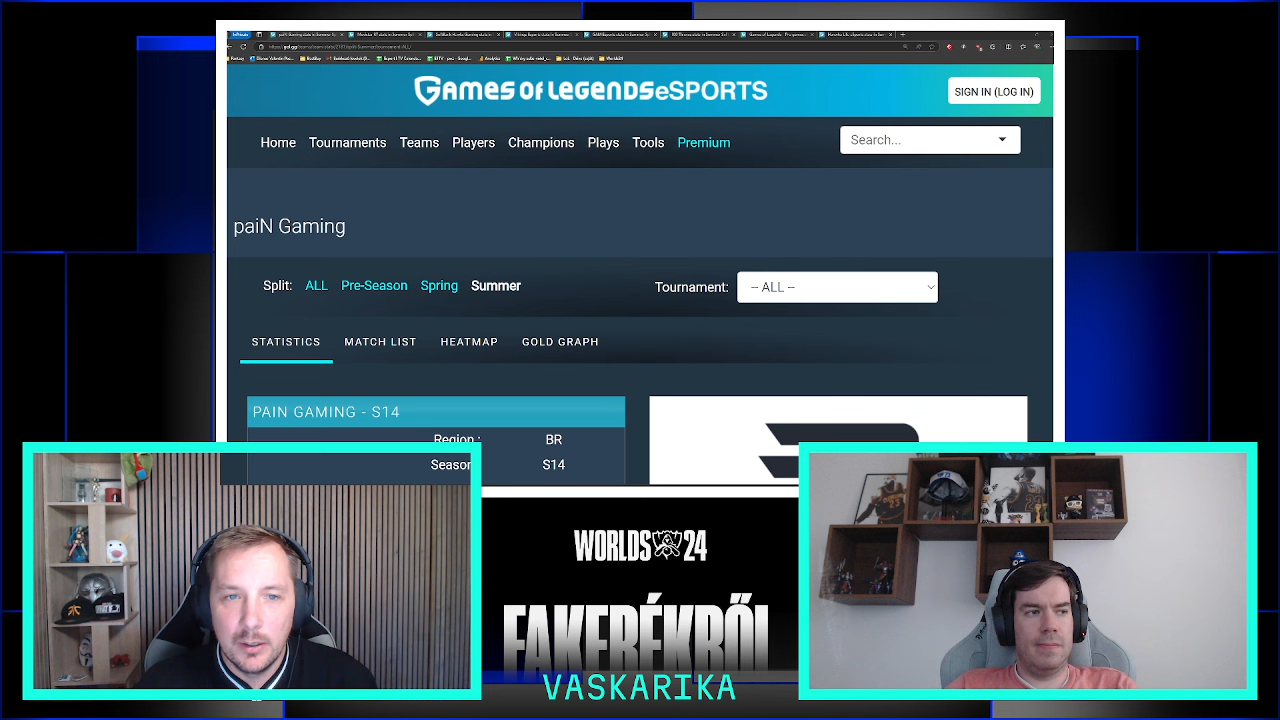 GAMES OF LEGENDS eSPORTS
SIGN IN (LOG IN)
Home Tournaments Teams Players Champions Plays Tools Premium
Search...
paiN Gaming
Split: ALL Pre-Season Spring Summer
Tournament: -- ALL --
STATISTICS MATCH LIST HEATMAP GOLD GRAPH
PAIN GAMING - S14
Region : BR
Season S14
WORLDS 24
FAKERÉKRŐL
VASKARIKA